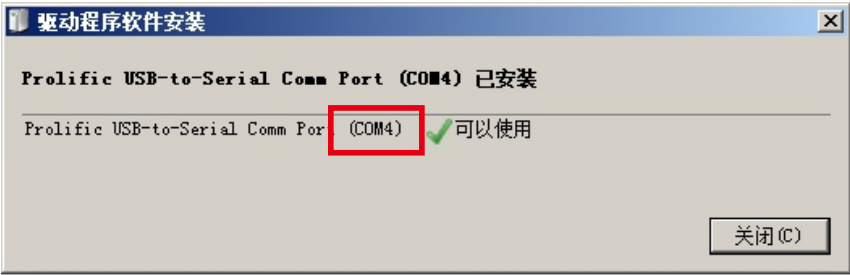 驱动程序软件安装
Prolific USB-to-Serial Comm Port (COM4) 已安装
Prolific USB-to-Serial Comm Port (COM4) 可以使用
关闭(C)